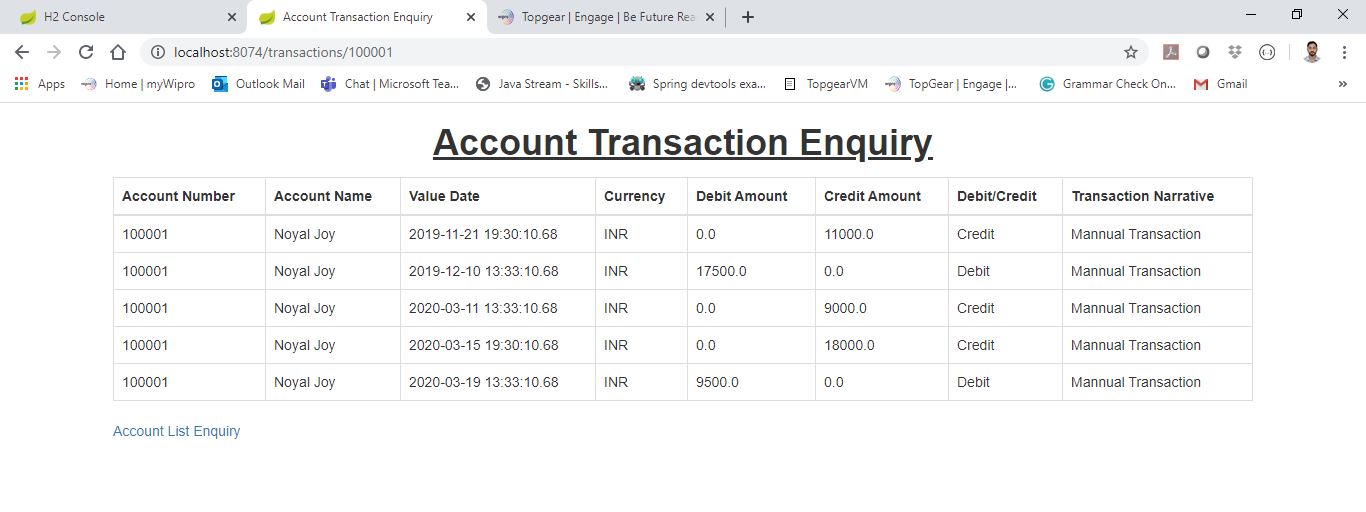 H2 Console
Account Transaction Enquiry
Topgear | Engage | Be Future Rea
localhost:8074/transactions/100001
Apps Home | myWipro Outlook Mail Chat | Microsoft Tea... Java Stream - Skills... Spring devtools exa... TopgearVM TopGear | Engage |... Grammar Check On... Gmail »
Account Transaction Enquiry
Account Number Account Name Value Date Currency Debit Amount Credit Amount Debit/Credit Transaction Narrative
100001 Noyal Joy 2019-11-21 19:30:10.68 INR 0.0 11000.0 Credit Mannual Transaction
100001 Noyal Joy 2019-12-10 13:33:10.68 INR 17500.0 0.0 Debit Mannual Transaction
100001 Noyal Joy 2020-03-11 13:33:10.68 INR 0.0 9000.0 Credit Mannual Transaction
100001 Noyal Joy 2020-03-15 19:30:10.68 INR 0.0 18000.0 Credit Mannual Transaction
100001 Noyal Joy 2020-03-19 13:33:10.68 INR 9500.0 0.0 Debit Mannual Transaction
Account List Enquiry